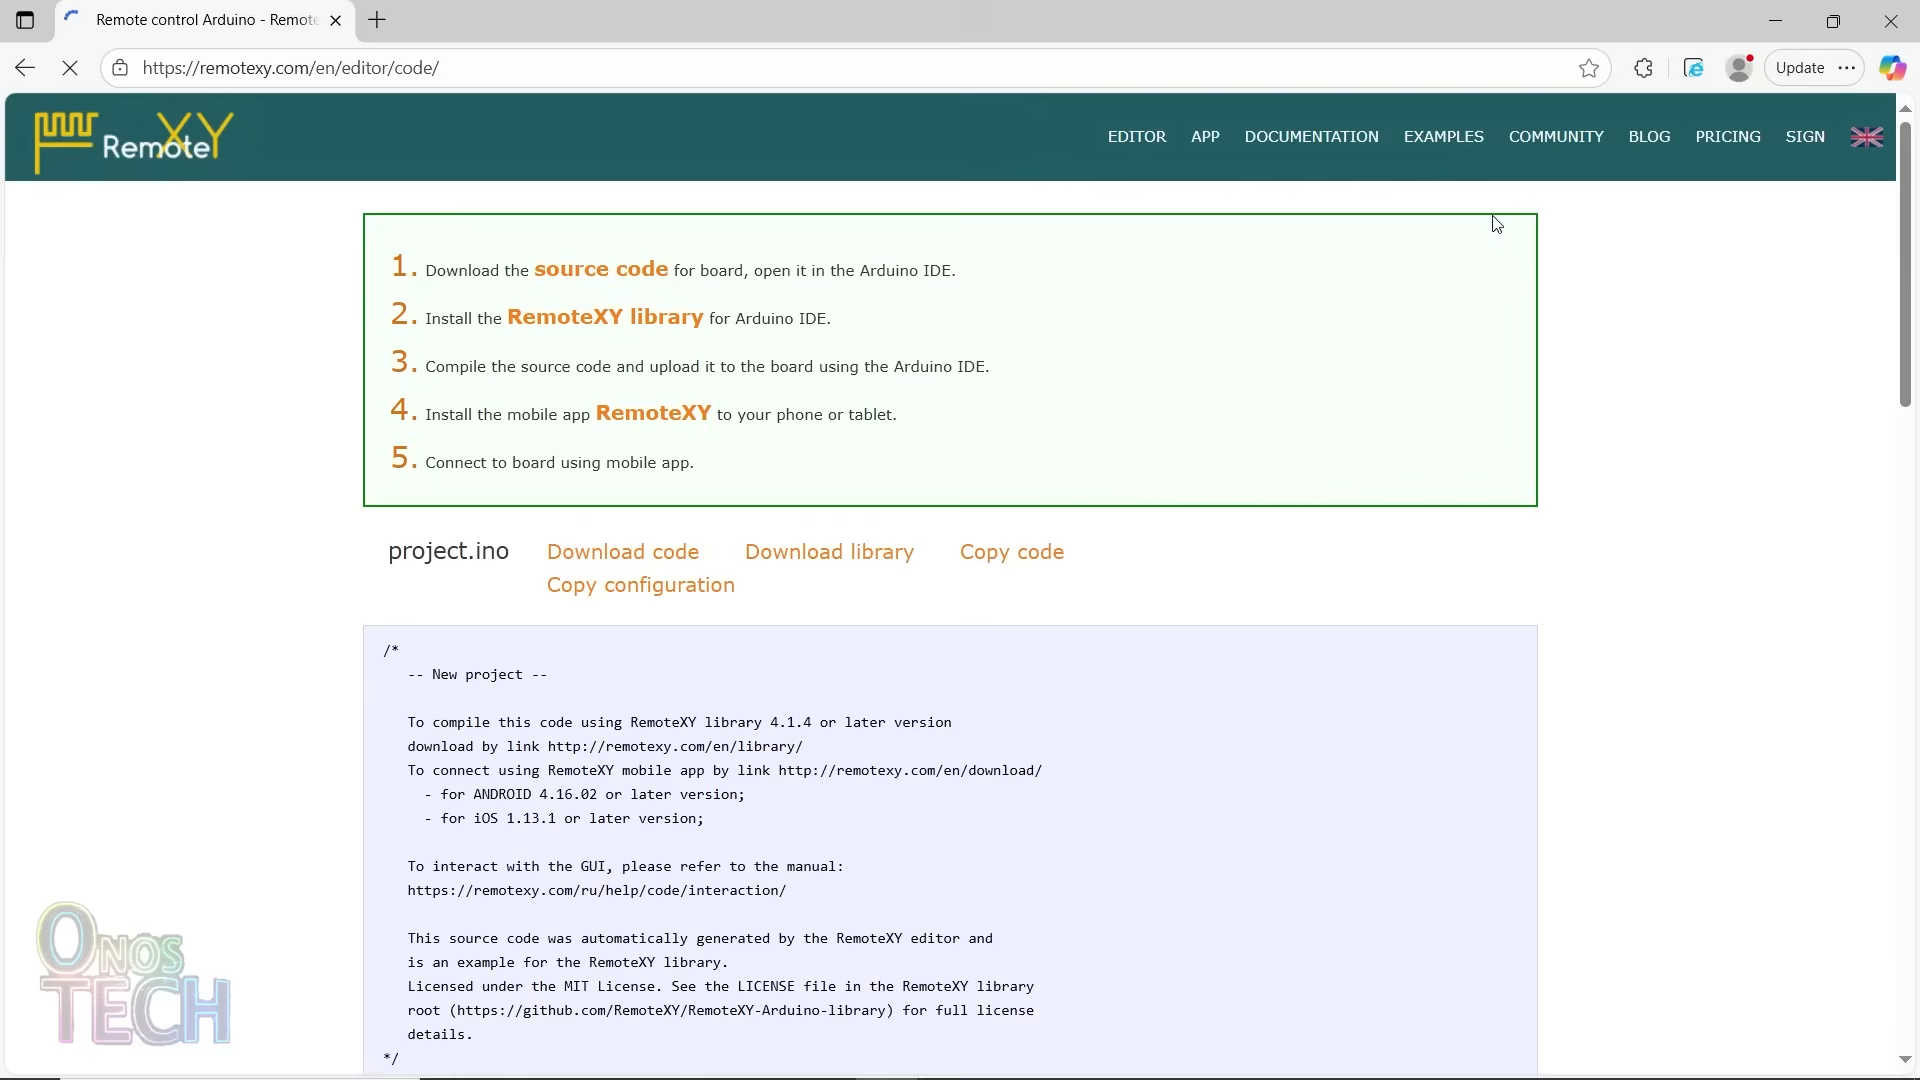 Remote control Arduino - Remote
https://remotexy.com/en/editor/code/
Update
RemoteXY
EDITOR APP DOCUMENTATION EXAMPLES COMMUNITY BLOG PRICING SIGN
1. Download the source code for board, open it in the Arduino IDE.
2. Install the RemoteXY library for Arduino IDE.
3. Compile the source code and upload it to the board using the Arduino IDE.
4. Install the mobile app RemoteXY to your phone or tablet.
5. Connect to board using mobile app.
project.ino Download code Download library Copy code
Copy configuration
/*
-- New project --
To compile this code using RemoteXY library 4.1.4 or later version
download by link http://remotexy.com/en/library/
To connect using RemoteXY mobile app by link http://remotexy.com/en/download/
- for ANDROID 4.16.02 or later version;
- for iOS 1.13.1 or later version;
To interact with the GUI, please refer to the manual:
https://remotexy.com/ru/help/code/interaction/
This source code was automatically generated by the RemoteXY editor and
is an example for the RemoteXY library.
Licensed under the MIT License. See the LICENSE file in the RemoteXY library
root (https://github.com/RemoteXY/RemoteXY-Arduino-library) for full license
details.
*/
ONOS
TECH